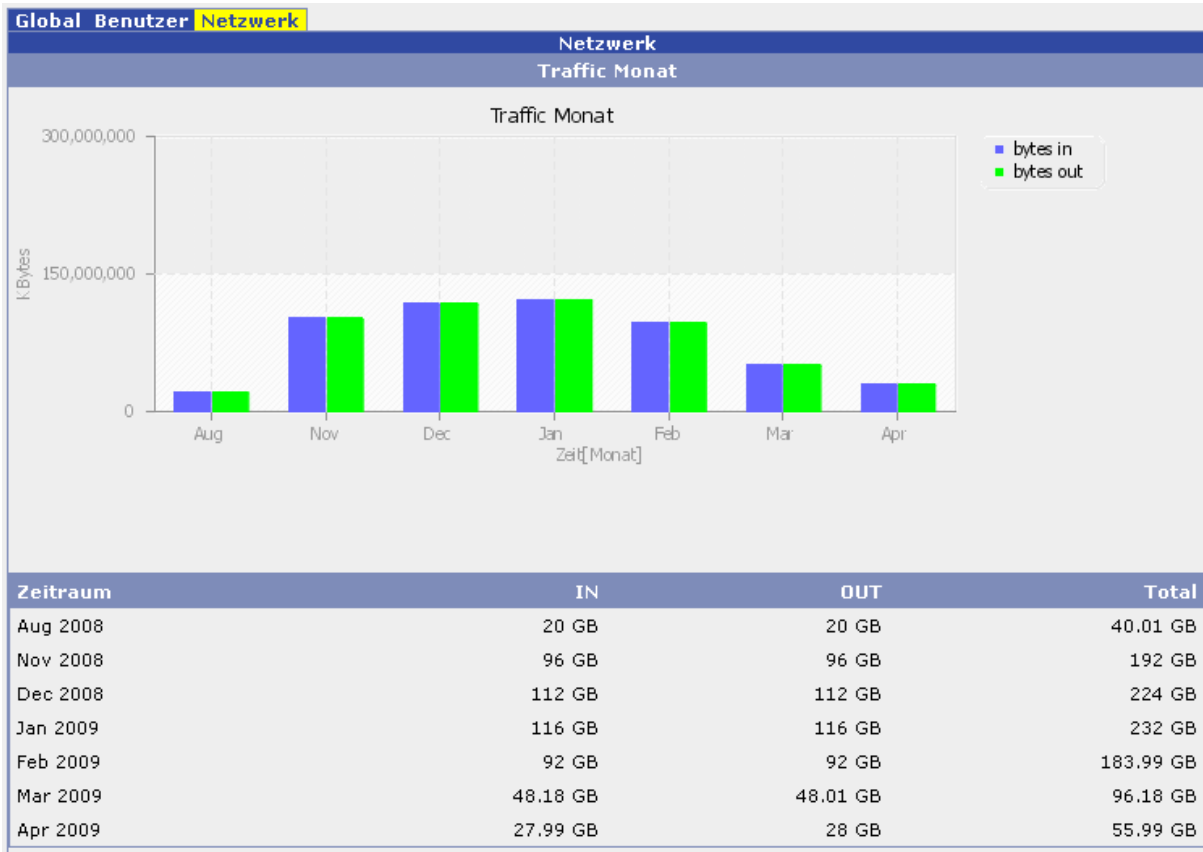 Global Benutzer Netzwerk
Netzwerk
Traffic Monat
Traffic Monat
300,000,000
150,000,000
0
KBytes
Aug Nov Dec Jan Feb Mar Apr
Zeit[Monat]
bytes in
bytes out
Zeitraum IN OUT Total
Aug 2008 20 GB 20 GB 40.01 GB
Nov 2008 96 GB 96 GB 192 GB
Dec 2008 112 GB 112 GB 224 GB
Jan 2009 116 GB 116 GB 232 GB
Feb 2009 92 GB 92 GB 183.99 GB
Mar 2009 48.18 GB 48.01 GB 96.18 GB
Apr 2009 27.99 GB 28 GB 55.99 GB